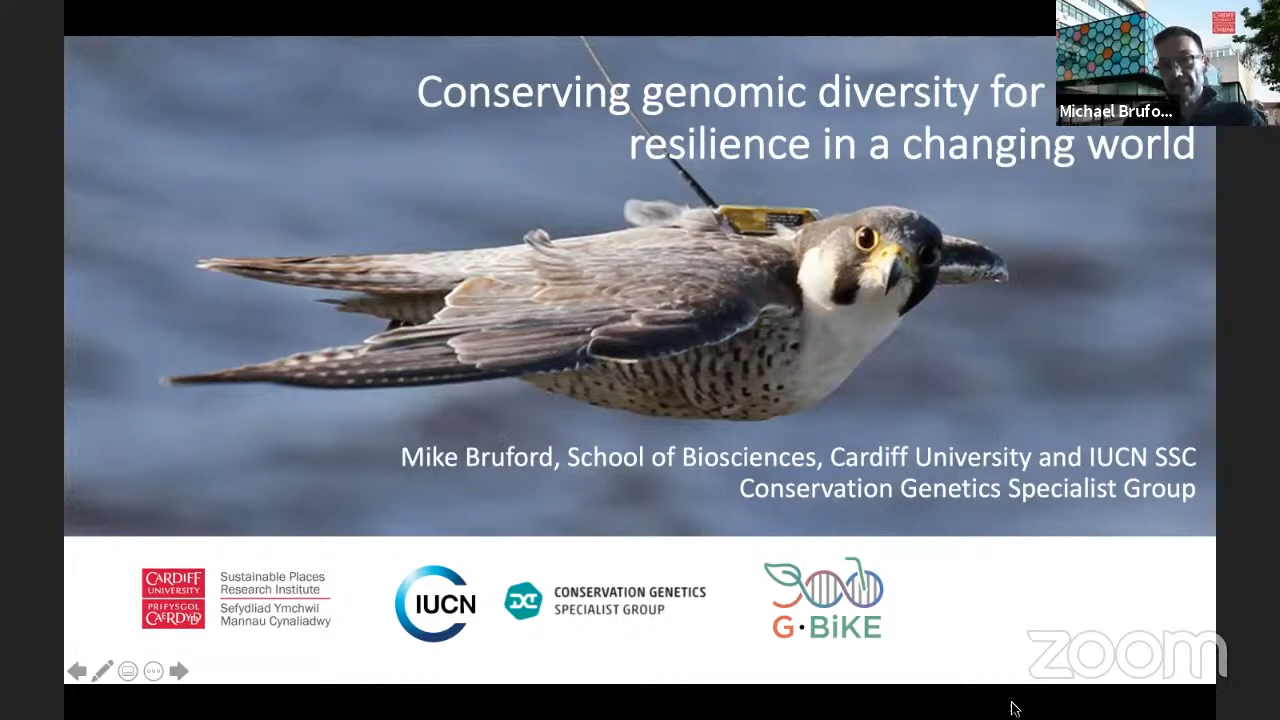 Conserving genomic diversity for
resilience in a changing world
Michael Brufo...
Mike Bruford, School of Biosciences, Cardiff University and IUCN SSC
Conservation Genetics Specialist Group
CARDIFF
UNIVERSITY
PRIFYSGOL
CAERDYDD
Sustainable Places
Research Institute
Sefydliad Ymchwil
Mannau Cynaliadwy
IUCN
CONSERVATION GENETICS
SPECIALIST GROUP
G·BiKE
zoom